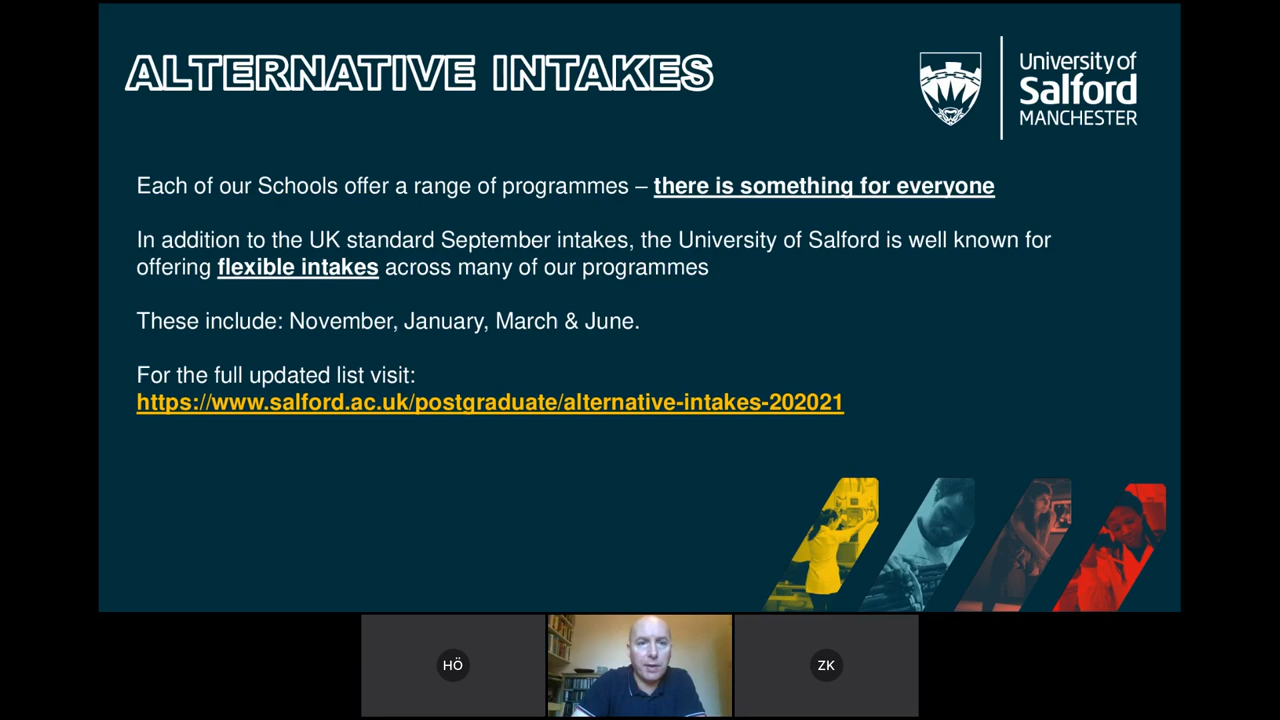 ALTERNATIVE INTAKES
University of
Salford
MANCHESTER
Each of our Schools offer a range of programmes – there is something for everyone
In addition to the UK standard September intakes, the University of Salford is well known for
offering flexible intakes across many of our programmes
These include: November, January, March & June.
For the full updated list visit:
https://www.salford.ac.uk/postgraduate/alternative-intakes-202021
HÖ
ZK